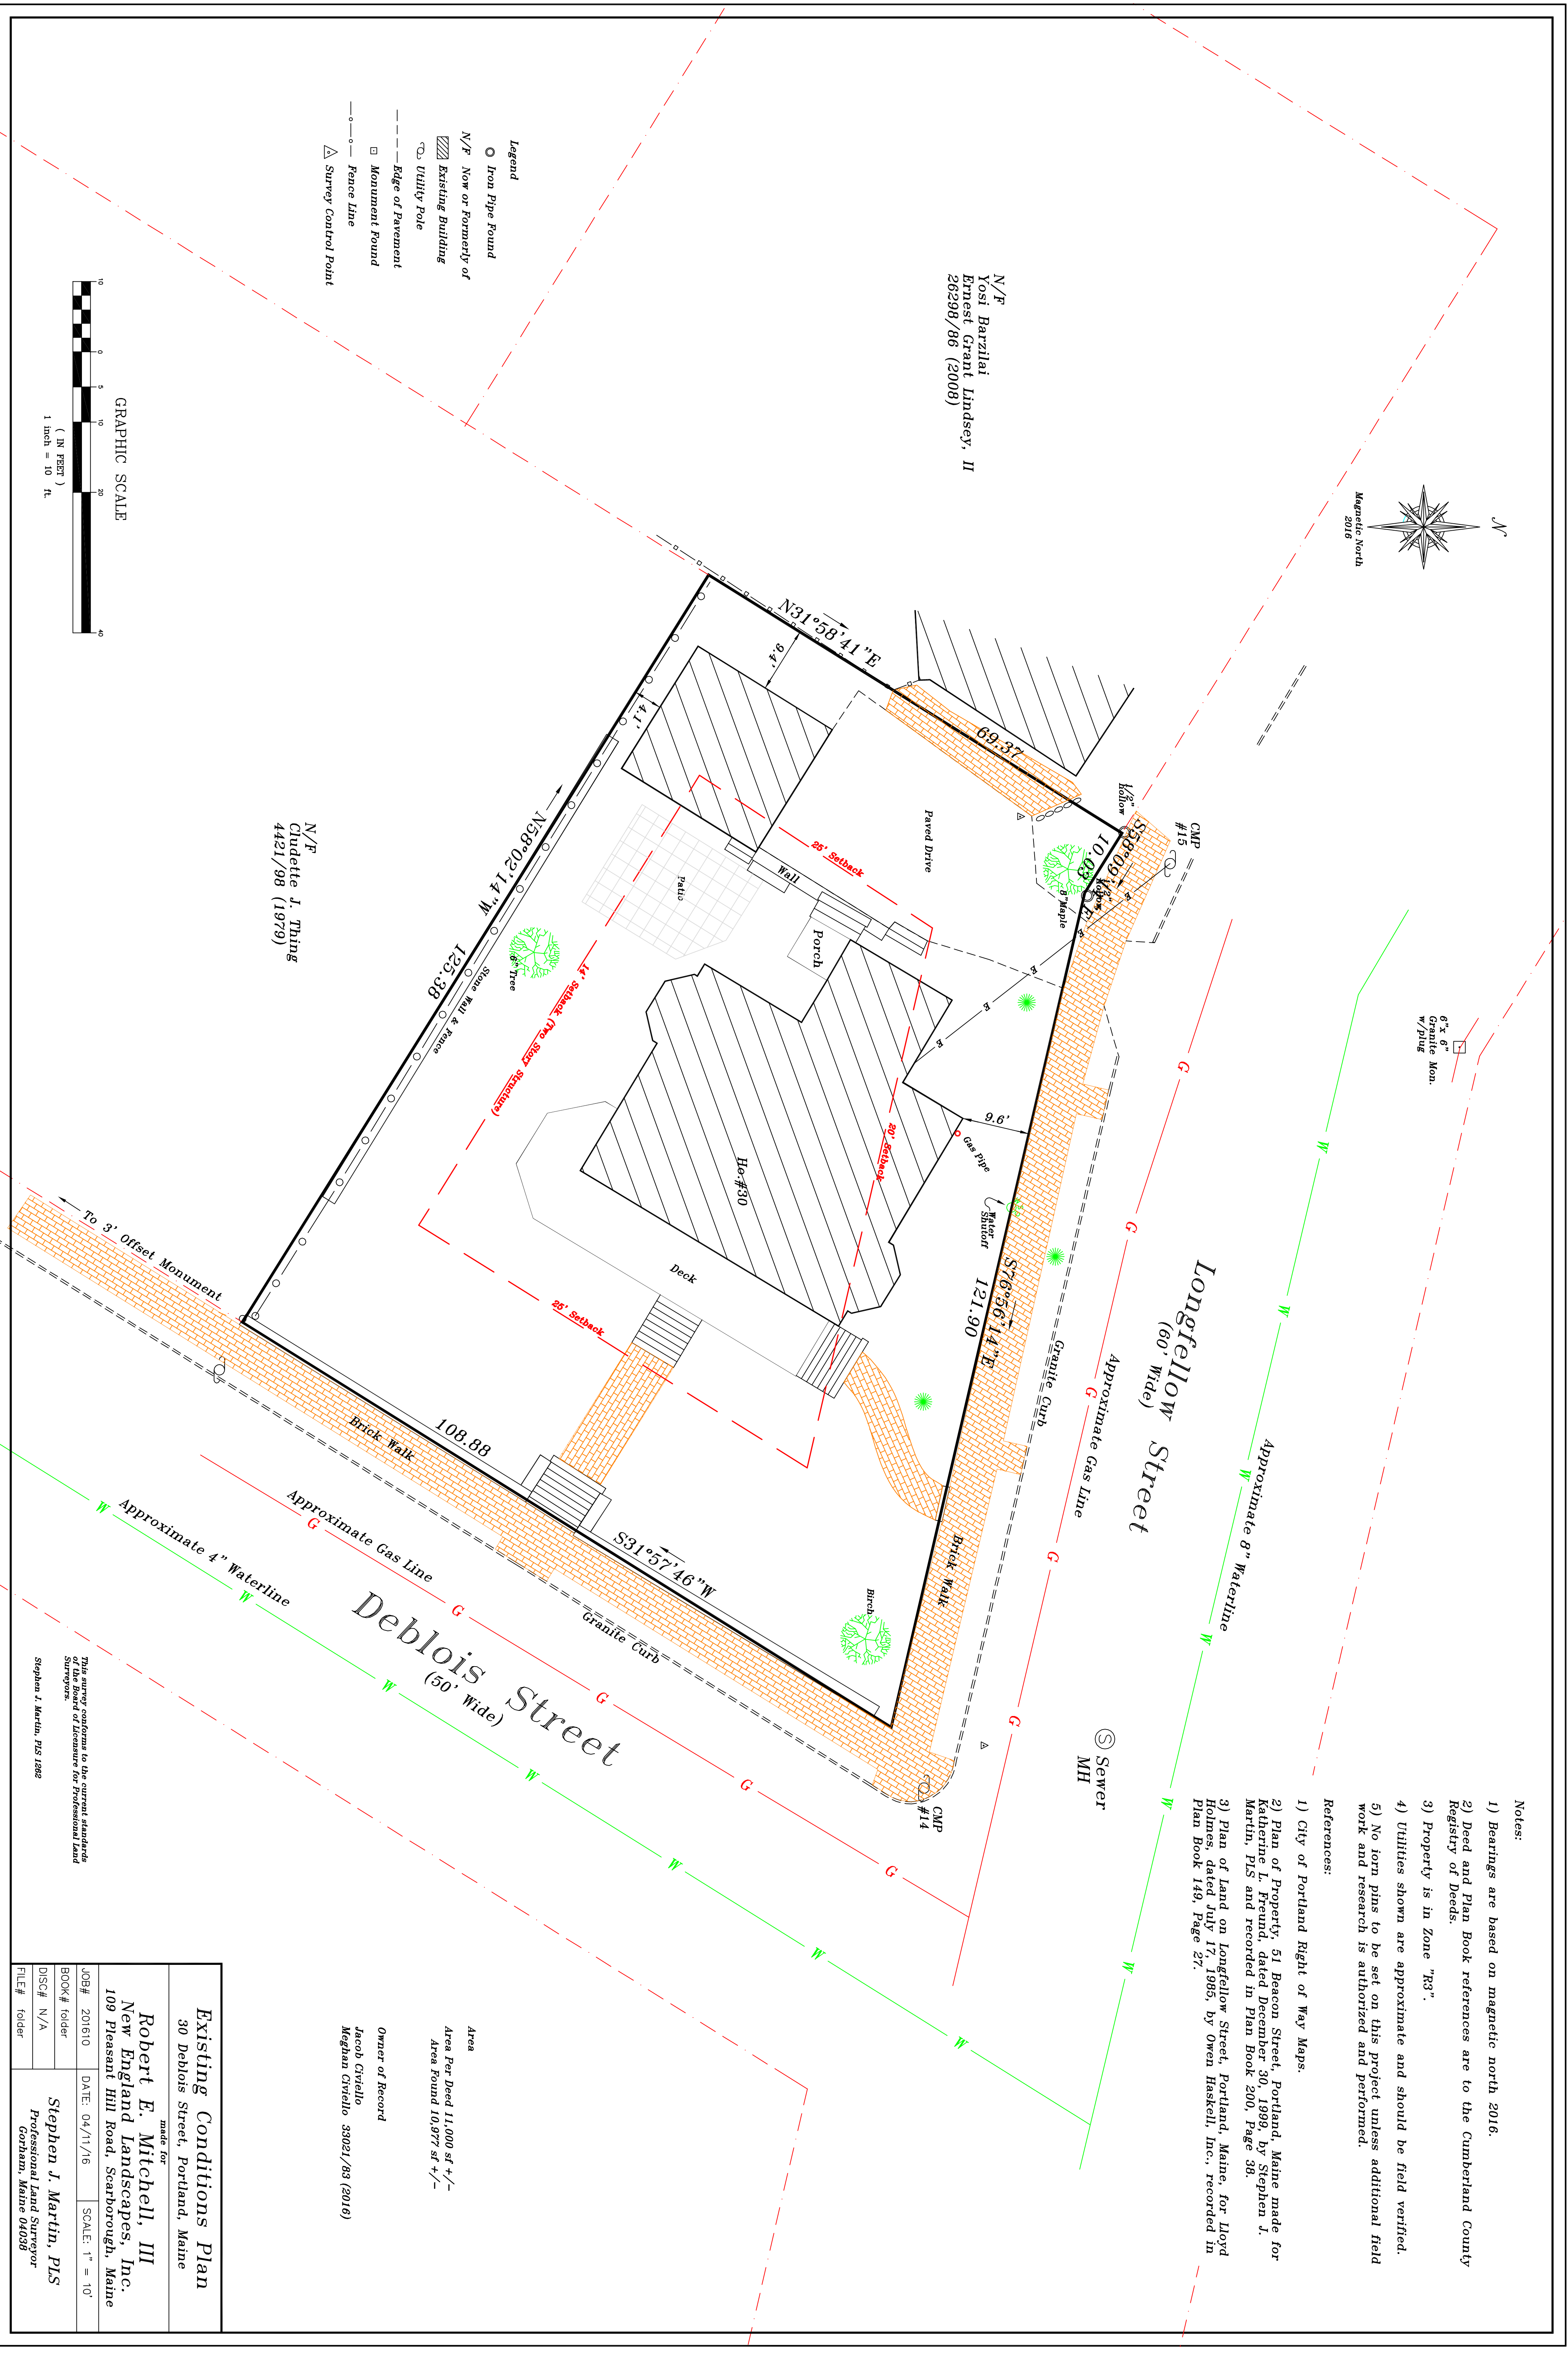 Notes:
1) Bearings are based on magnetic north 2016.
2) Deed and Plan Book references are to the Cumberland County
Registry of Deeds.
3) Property is in Zone "R3".
4) Utilities shown are approximate and should be field verified.
5) No iorn pins to be set on this project unless additional field
work and research is authorized and performed.
References:
1) City of Portland Right of Way Maps.
2) Plan of Property, 51 Beacon Street, Portland, Maine made for
Katherine L. Freund, dated December 30, 1999, by Stephen J.
Martin, PLS and recorded in Plan Book 200, Page 38.
3) Plan of Land on Longfellow Street, Portland, Maine, for Lloyd
Holmes, dated July 17, 1985, by Owen Haskell, Inc., recorded in
Plan Book 149, Page 27.
N
Magnetic North
2016
6"x 6"
Granite Mon.
w/plug
N/F
Yosi Barzilai
Ernest Grant Lindsey, II
26298/86 (2008)
W
W
W
W
W
W
W
Approximate 8" Waterline
Longfellow Street
(60' Wide)
G
G
G
G
G
Approximate Gas Line
Granite Curb
Sewer
MH
S
CMP
#15
1/2"
hollow
10.03
8"Maple
E
E
E
E
E
S76°56'14"E
121.90
Brick Walk
9.6'
Gas Pipe
Water
Shutoff
20' Setback
Birch
CMP
#14
N31°58'41"E
69.37
9.4'
4.1'
Paved Drive
25' Setback
Wall
Patio
Porch
Ho.#30
Deck
25' Setback
14' Setback (Two Story Structure)
6" Tree
Stone Wall & Fence
N58°02'14"W
125.38
N/F
Cludette J. Thing
4421/98 (1979)
S31°57'46"W
108.88
Brick Walk
To 3' Offset Monument
Granite Curb
Approximate Gas Line
G
G
G
G
G
Approximate 4" Waterline
W
W
W
W
W
W
W
Deblois Street
(50' Wide)
Legend
Iron Pipe Found
N/F Now or Formerly of
Existing Building
Utility Pole
Edge of Pavement
Monument Found
Fence Line
Survey Control Point
GRAPHIC SCALE
10 0 5 10 20 40
( IN FEET )
1 inch = 10 ft.
This survey conforms to the current standards
of the Board of Licensure for Professional Land
Surveyors.
Stephen J. Martin, PLS 1262
Area
Area Per Deed 11,000 sf +/-
Area Found 10,977 sf +/-
Owner of Record
Jacob Civiello
Meghan Civiello 33021/83 (2016)
Existing Conditions Plan
30 Deblois Street, Portland, Maine
made for
Robert E. Mitchell, III
New England Landscapes, Inc.
109 Pleasant Hill Road, Scarborough, Maine
JOB# 201610
DATE: 04/11/16
SCALE: 1" = 10'
BOOK# folder
DISC# N/A
FILE# folder
Stephen J. Martin, PLS
Professional Land Surveyor
Gorham, Maine 04038